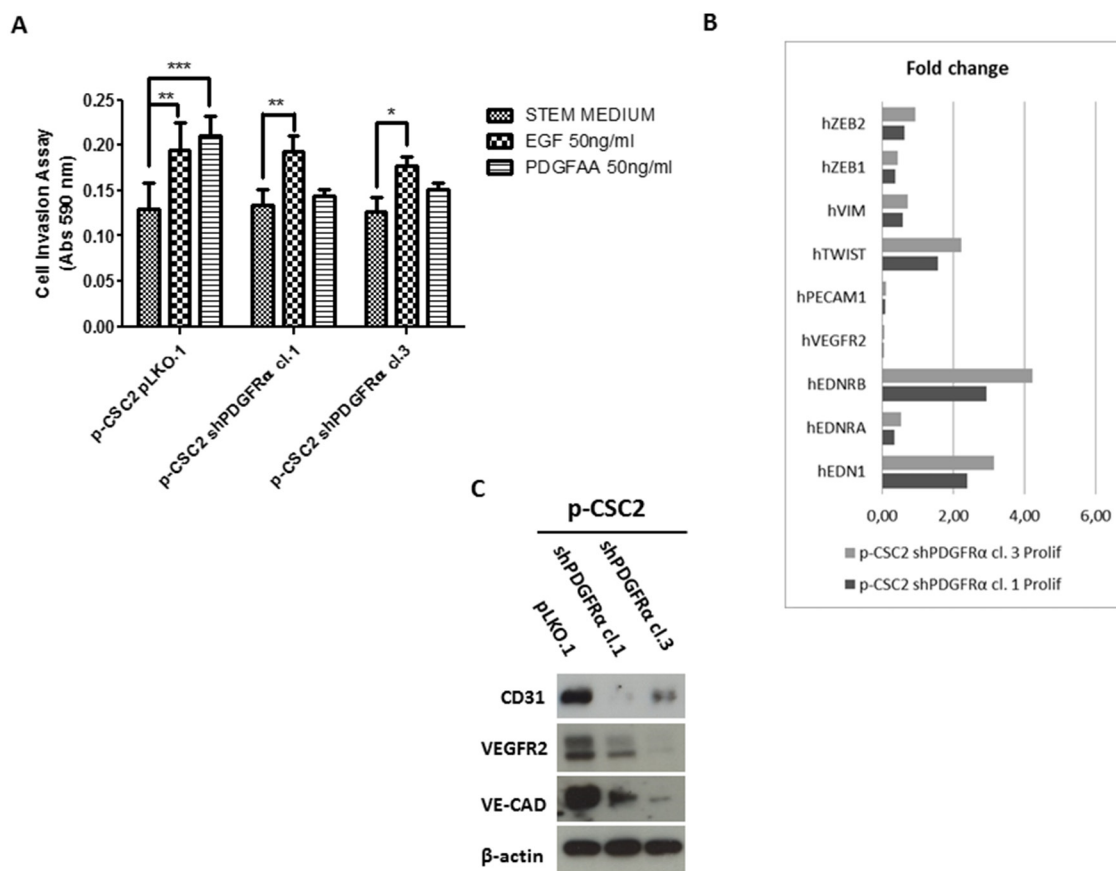 A
Cell Invasion Assay
(Abs 590 nm)
0.25
0.20
0.15
0.10
0.05
0.00
***
**
**
*
STEM MEDIUM
EGF 50ng/ml
PDGFAA 50ng/ml
p-CSC2 pLKO.1
p-CSC2 shPDGFRα cl.1
p-CSC2 shPDGFRα cl.3
B
Fold change
hZEB2
hZEB1
hVIM
hTWIST
hPECAM1
hVEGFR2
hEDNRB
hEDNRA
hEDN1
0,00 2,00 4,00 6,00
p-CSC2 shPDGFRα cl. 3 Prolif
p-CSC2 shPDGFRα cl. 1 Prolif
C
p-CSC2
pLKO.1
shPDGFRα cl.1
shPDGFRα cl.3
CD31
VEGFR2
VE-CAD
β-actin